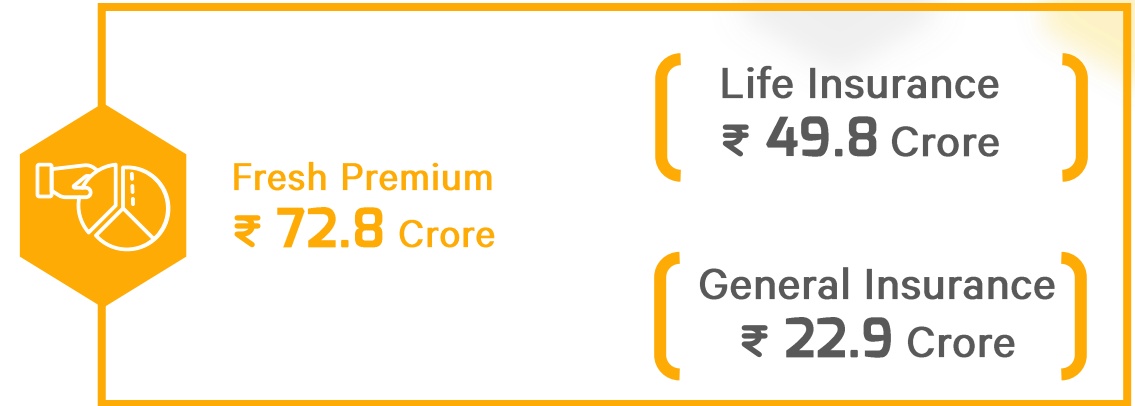 Fresh Premium
₹ 72.8 Crore
Life Insurance
₹ 49.8 Crore
General Insurance
₹ 22.9 Crore